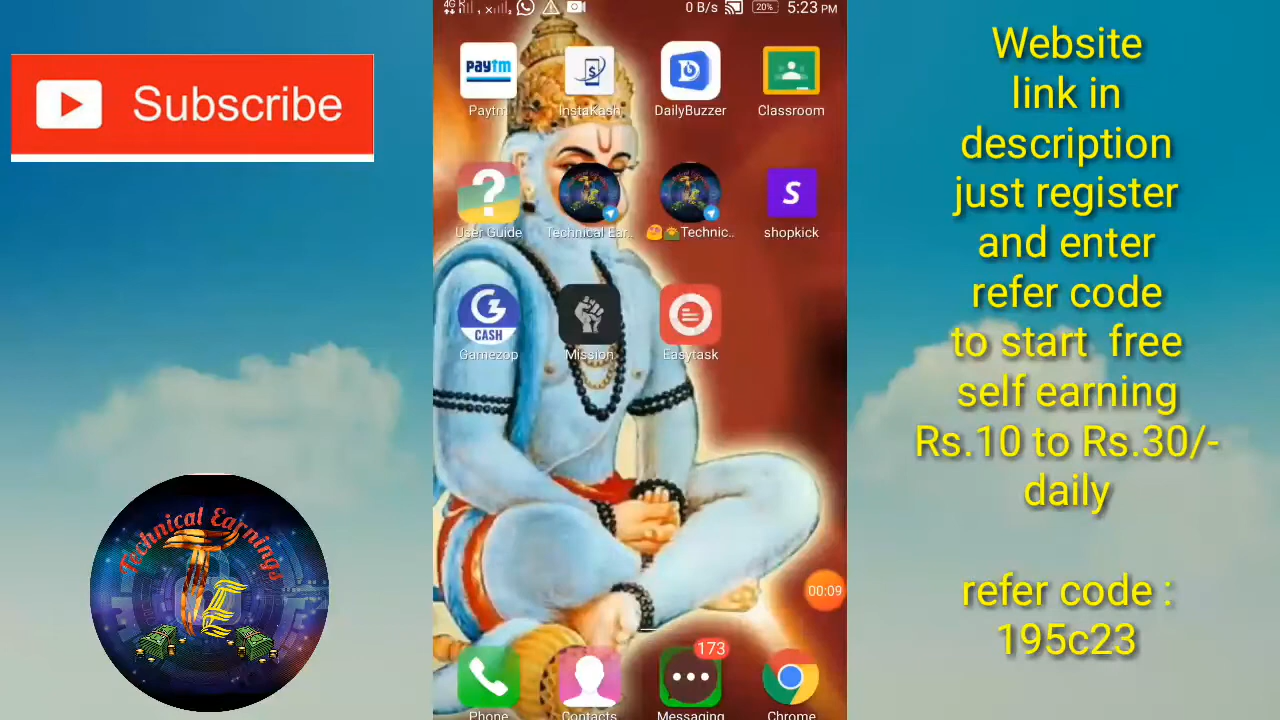 Subscribe
Technical Earnings
TE
4G
0 B/s
20%
5:23 PM
Paytm
InstaKash
DailyBuzzer
Classroom
User Guide
Technical Ear..
Technic..
shopkick
CASH
Gamezop
Mission
Easytask
00:09
173
Phone
Contacts
Messaging
Chrome
Website
link in
description
just register
and enter
refer code
to start free
self earning
Rs.10 to Rs.30/-
daily
refer code :
195c23